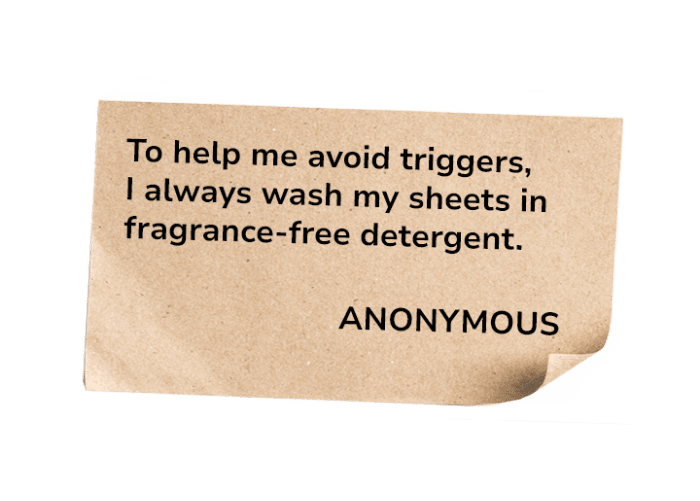 To help me avoid triggers,
I always wash my sheets in
fragrance-free detergent.
ANONYMOUS